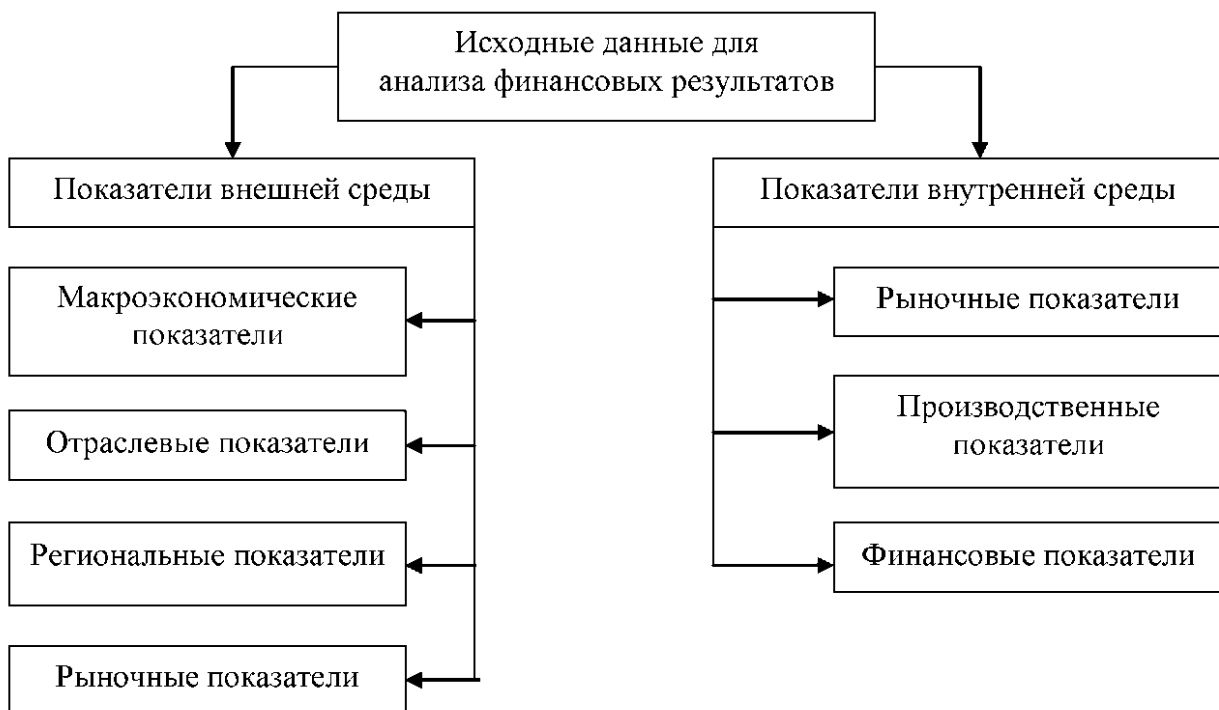 Исходные данные для
анализа финансовых результатов
Показатели внешней среды
Макроэкономические
показатели
Отраслевые показатели
Региональные показатели
Рыночные показатели
Показатели внутренней среды
Рыночные показатели
Производственные
показатели
Финансовые показатели